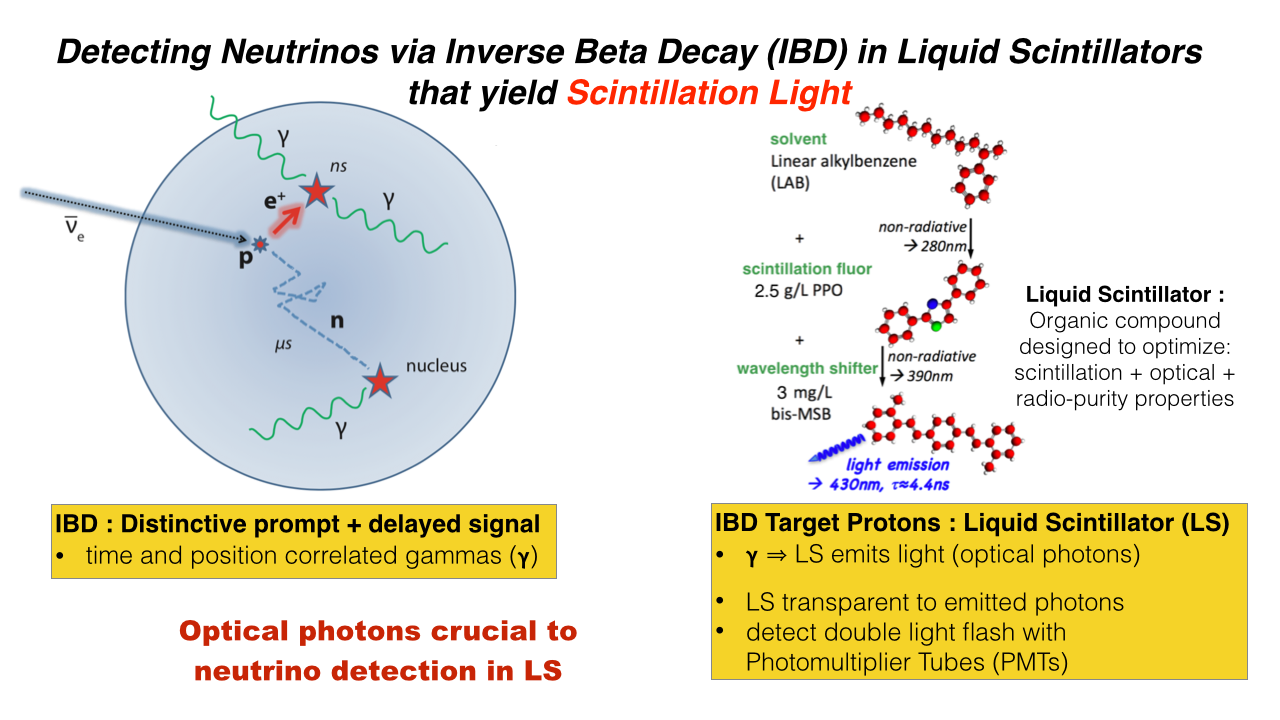 Detecting Neutrinos via Inverse Beta Decay (IBD) in Liquid Scintillators
that yield Scintillation Light
γ
ns
e⁺
γ
ν̅ₑ
p
n
μs
nucleus
γ
solvent
Linear alkylbenzene
(LAB)
non-radiative
→ 280nm
+
scintillation fluor
2.5 g/L PPO
+
non-radiative
→ 390nm
wavelength shifter
3 mg/L
bis-MSB
light emission
→ 430nm, τ≈4.4ns
Liquid Scintillator :
Organic compound
designed to optimize:
scintillation + optical +
radio-purity properties
IBD : Distinctive prompt + delayed signal
• time and position correlated gammas (γ)
Optical photons crucial to
neutrino detection in LS
IBD Target Protons : Liquid Scintillator (LS)
• γ ⇒ LS emits light (optical photons)
• LS transparent to emitted photons
• detect double light flash with
Photomultiplier Tubes (PMTs)